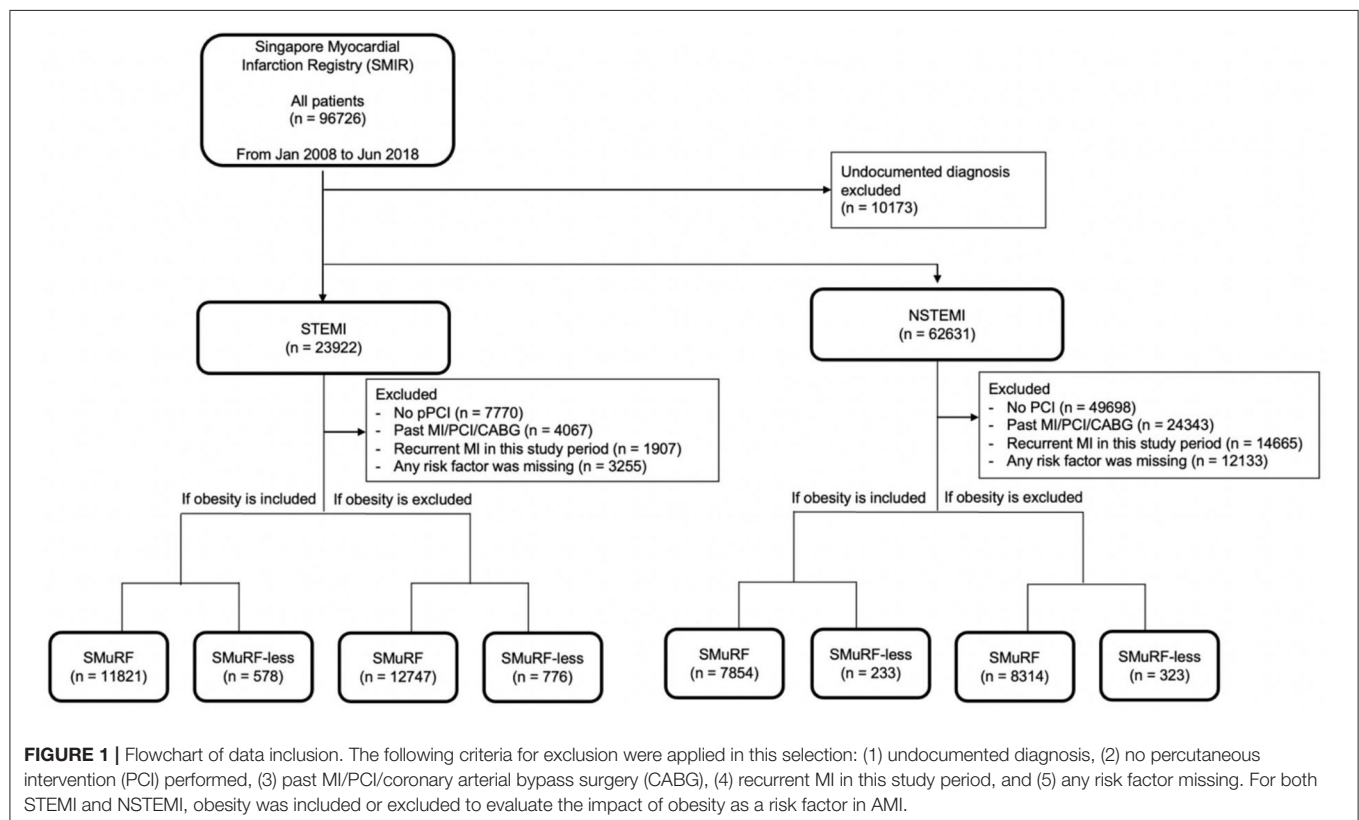 Singapore Myocardial
Infarction Registry (SMIR)
All patients
(n = 96726)
From Jan 2008 to Jun 2018
Undocumented diagnosis
excluded
(n = 10173)
STEMI
(n = 23922)
NSTEMI
(n = 62631)
Excluded
- No pPCI (n = 7770)
- Past MI/PCI/CABG (n = 4067)
- Recurrent MI in this study period (n = 1907)
- Any risk factor was missing (n = 3255)
Excluded
- No PCI (n = 49698)
- Past MI/PCI/CABG (n = 24343)
- Recurrent MI in this study period (n = 14665)
- Any risk factor was missing (n = 12133)
If obesity is included
If obesity is excluded
If obesity is included
If obesity is excluded
SMuRF
(n = 11821)
SMuRF-less
(n = 578)
SMuRF
(n = 12747)
SMuRF-less
(n = 776)
SMuRF
(n = 7854)
SMuRF-less
(n = 233)
SMuRF
(n = 8314)
SMuRF-less
(n = 323)
FIGURE 1 | Flowchart of data inclusion. The following criteria for exclusion were applied in this selection: (1) undocumented diagnosis, (2) no percutaneous
intervention (PCI) performed, (3) past MI/PCI/coronary arterial bypass surgery (CABG), (4) recurrent MI in this study period, and (5) any risk factor missing. For both
STEMI and NSTEMI, obesity was included or excluded to evaluate the impact of obesity as a risk factor in AMI.